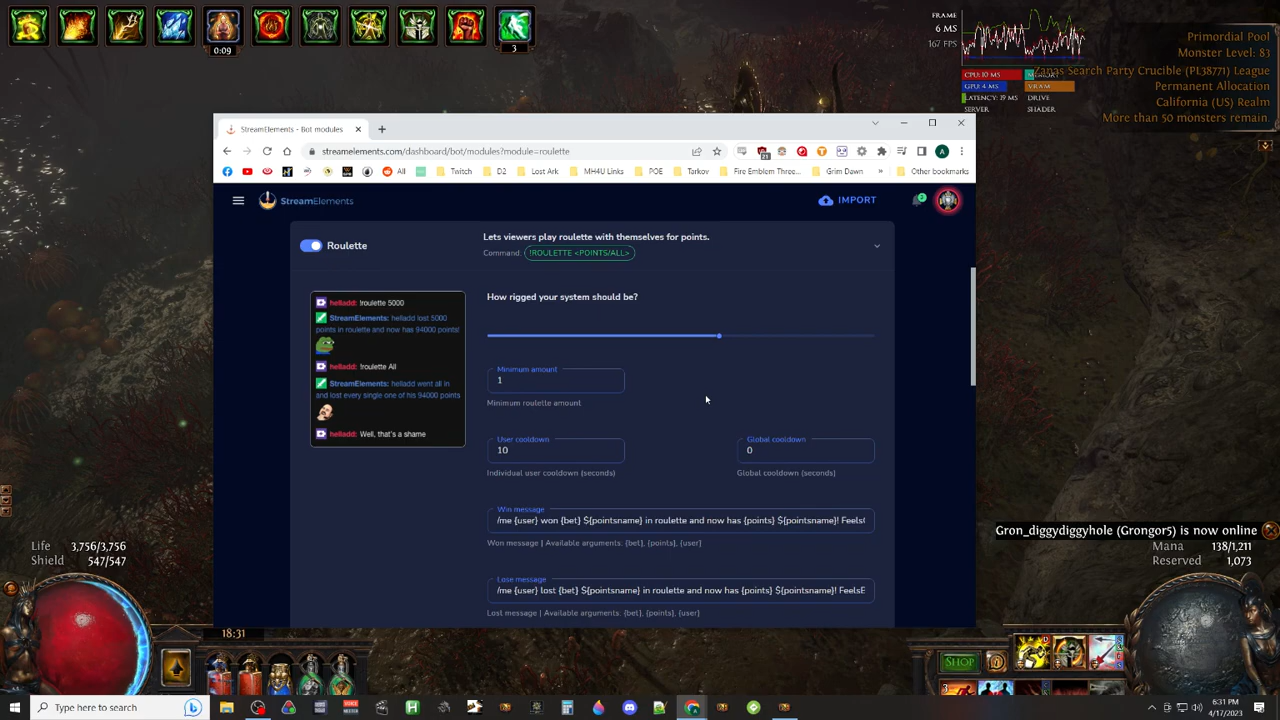 0:09
3
FRAME
6 MS
167 FPS
CPU: 10 MS
GPU: 4 MS
VRAM
LATENCY: 19 MS
DRIVE
SERVER
SHADER
Primordial Pool
Monster Level: 83
Zanas Search Party Crucible (PL38771) League
Permanent Allocation
California (US) Realm
More than 50 monsters remain.
StreamElements - Bot modules
streamelements.com/dashboard/bot/modules?module=roulette
21
A
All
Twitch
D2
Lost Ark
MH4U Links
POE
Tarkov
Fire Emblem Three...
Grim Dawn
»
Other bookmarks
StreamElements
IMPORT
Roulette
Lets viewers play roulette with themselves for points.
Command: !ROULETTE <POINTS/ALL>
helladd: !roulette 5000
StreamElements: helladd lost 5000
points in roulette and now has 94000 points!
helladd: !roulette All
StreamElements: helladd went all in
and lost every single one of his 94000 points
helladd: Well, that's a shame
How rigged your system should be?
Minimum amount
1
Minimum roulette amount
User cooldown
10
Individual user cooldown (seconds)
Global cooldown
0
Global cooldown (seconds)
Win message
/me {user} won {bet} ${pointsname} in roulette and now has {points} ${pointsname}! Feels
Won message | Available arguments: {bet}, {points}, {user}
Lose message
/me {user} lost {bet} ${pointsname} in roulette and now has {points} ${pointsname}! FeelsE
Lost message | Available arguments: {bet}, {points}, {user}
Gron_diggydiggyhole (Grongor5) is now online
Life 3,756/3,756
Shield 547/547
Mana 138/1,211
Reserved 1,073
18:31
SHOP
3
Type here to search
6:31 PM
4/17/2023